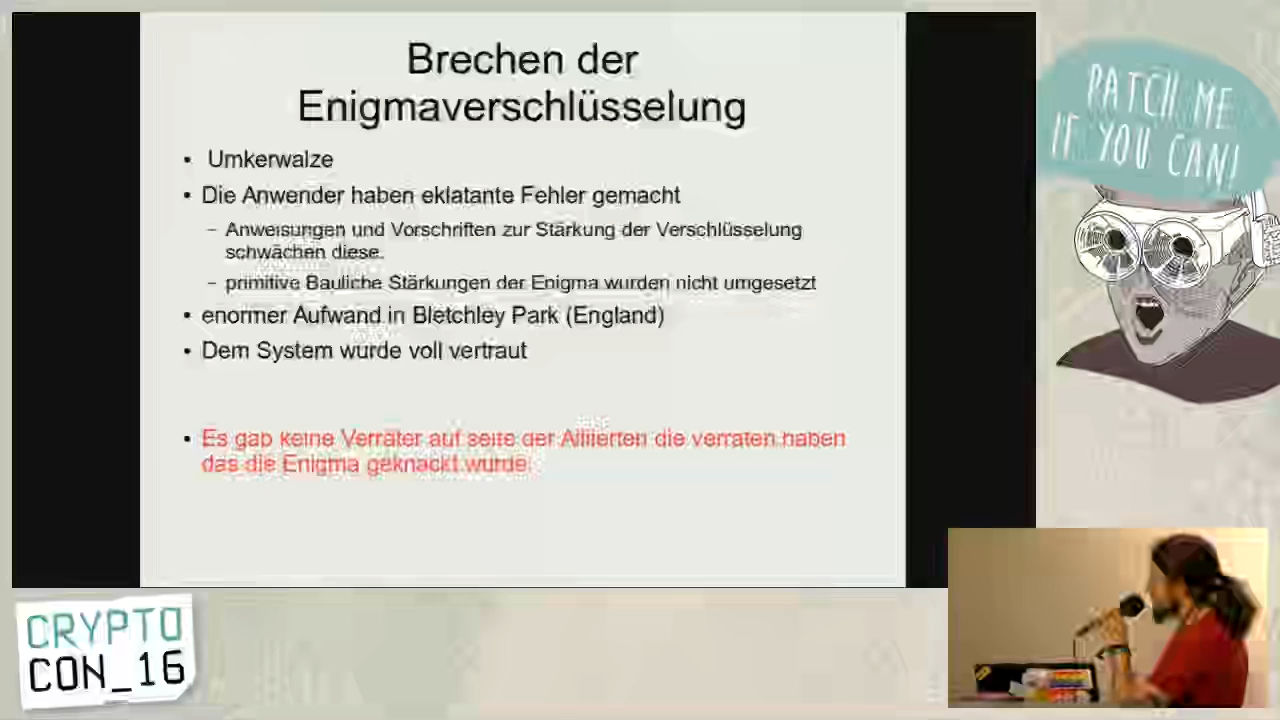 Brechen der
Enigmaverschlüsselung
• Umkerwalze
• Die Anwender haben eklatante Fehler gemacht
– Anweisungen und Vorschriften zur Stärkung der Verschlüsselung
schwächen diese.
– primitive Bauliche Stärkungen der Enigma wurden nicht umgesetzt
• enormer Aufwand in Bletchley Park (England)
• Dem System wurde voll vertraut
• Es gab keine Verräter auf seite der Alliierten die verraten haben
das die Enigma geknackt wurde
PATCH ME
IF YOU CAN!
CRYPTO
CON_16